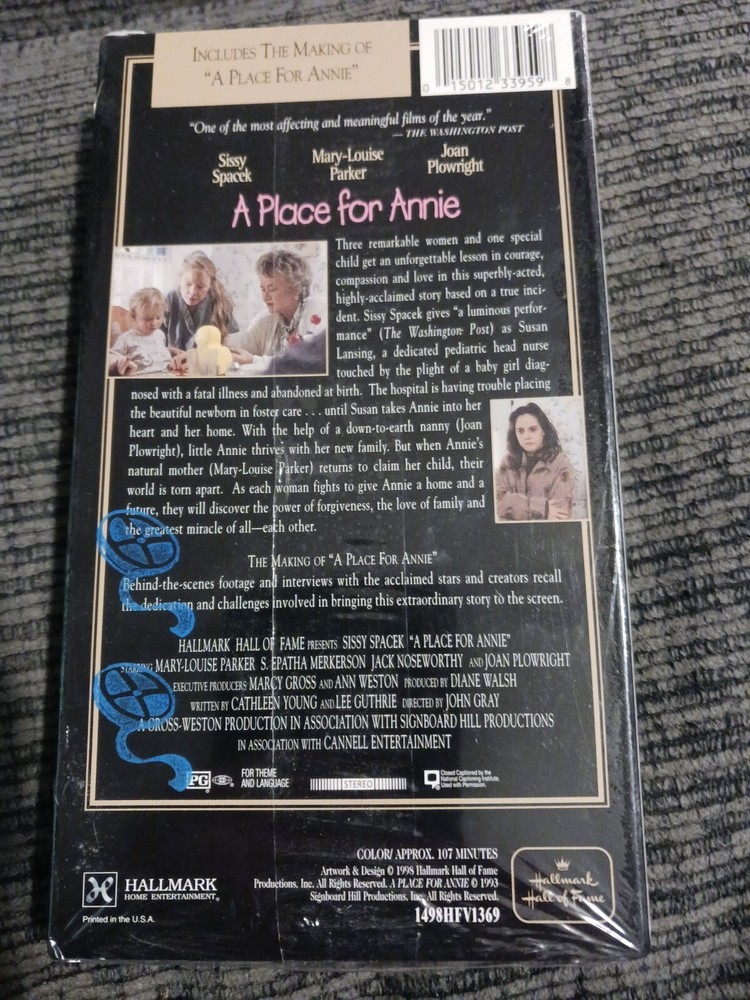 INCLUDES THE MAKING OF
"A PLACE FOR ANNIE"
0 15012 33959 8
"One of the most affecting and meaningful films of the year."
— THE WASHINGTON POST
Sissy Spacek
Mary-Louise Parker
Joan Plowright
A Place for Annie
Three remarkable women and one special
child get an unforgettable lesson in courage,
compassion and love in this superbly-acted,
highly-acclaimed story based on a true inci-
dent. Sissy Spacek gives "a luminous perfor-
mance" (The Washington Post) as Susan
Lansing, a dedicated pediatric head nurse
touched by the plight of a baby girl diag-
nosed with a fatal illness and abandoned at birth. The hospital is having trouble placing
the beautiful newborn in foster care . . . until Susan takes Annie into her
heart and her home. With the help of a down-to-earth nanny (Joan
Plowright), little Annie thrives with her new family. But when Annie's
natural mother (Mary-Louise Parker) returns to claim her child, their
world is torn apart. As each woman fights to give Annie a home and a
future, they will discover the power of forgiveness, the love of family and
the greatest miracle of all—each other.
THE MAKING OF "A PLACE FOR ANNIE"
Behind-the-scenes footage and interviews with the acclaimed stars and creators recall
the dedication and challenges involved in bringing this extraordinary story to the screen.
HALLMARK HALL OF FAME PRESENTS SISSY SPACEK "A PLACE FOR ANNIE"
STARRING MARY-LOUISE PARKER S. EPATHA MERKERSON JACK NOSEWORTHY AND JOAN PLOWRIGHT
EXECUTIVE PRODUCERS MARCY GROSS AND ANN WESTON PRODUCED BY DIANE WALSH
WRITTEN BY CATHLEEN YOUNG AND LEE GUTHRIE DIRECTED BY JOHN GRAY
A GROSS-WESTON PRODUCTION IN ASSOCIATION WITH SIGNBOARD HILL PRODUCTIONS
IN ASSOCIATION WITH CANNELL ENTERTAINMENT
PG FOR THEME
AND LANGUAGE
STEREO
Closed Captioned by the
National Captioning Institute.
Used with Permission.
COLOR/ APPROX. 107 MINUTES
Artwork & Design © 1998 Hallmark Hall of Fame
Productions, Inc. All Rights Reserved. A PLACE FOR ANNIE © 1993
Signboard Hill Productions, Inc. All Rights Reserved.
1498HFV1369
HALLMARK
HOME ENTERTAINMENT®
Printed in the U.S.A.
Hallmark
Hall of Fame